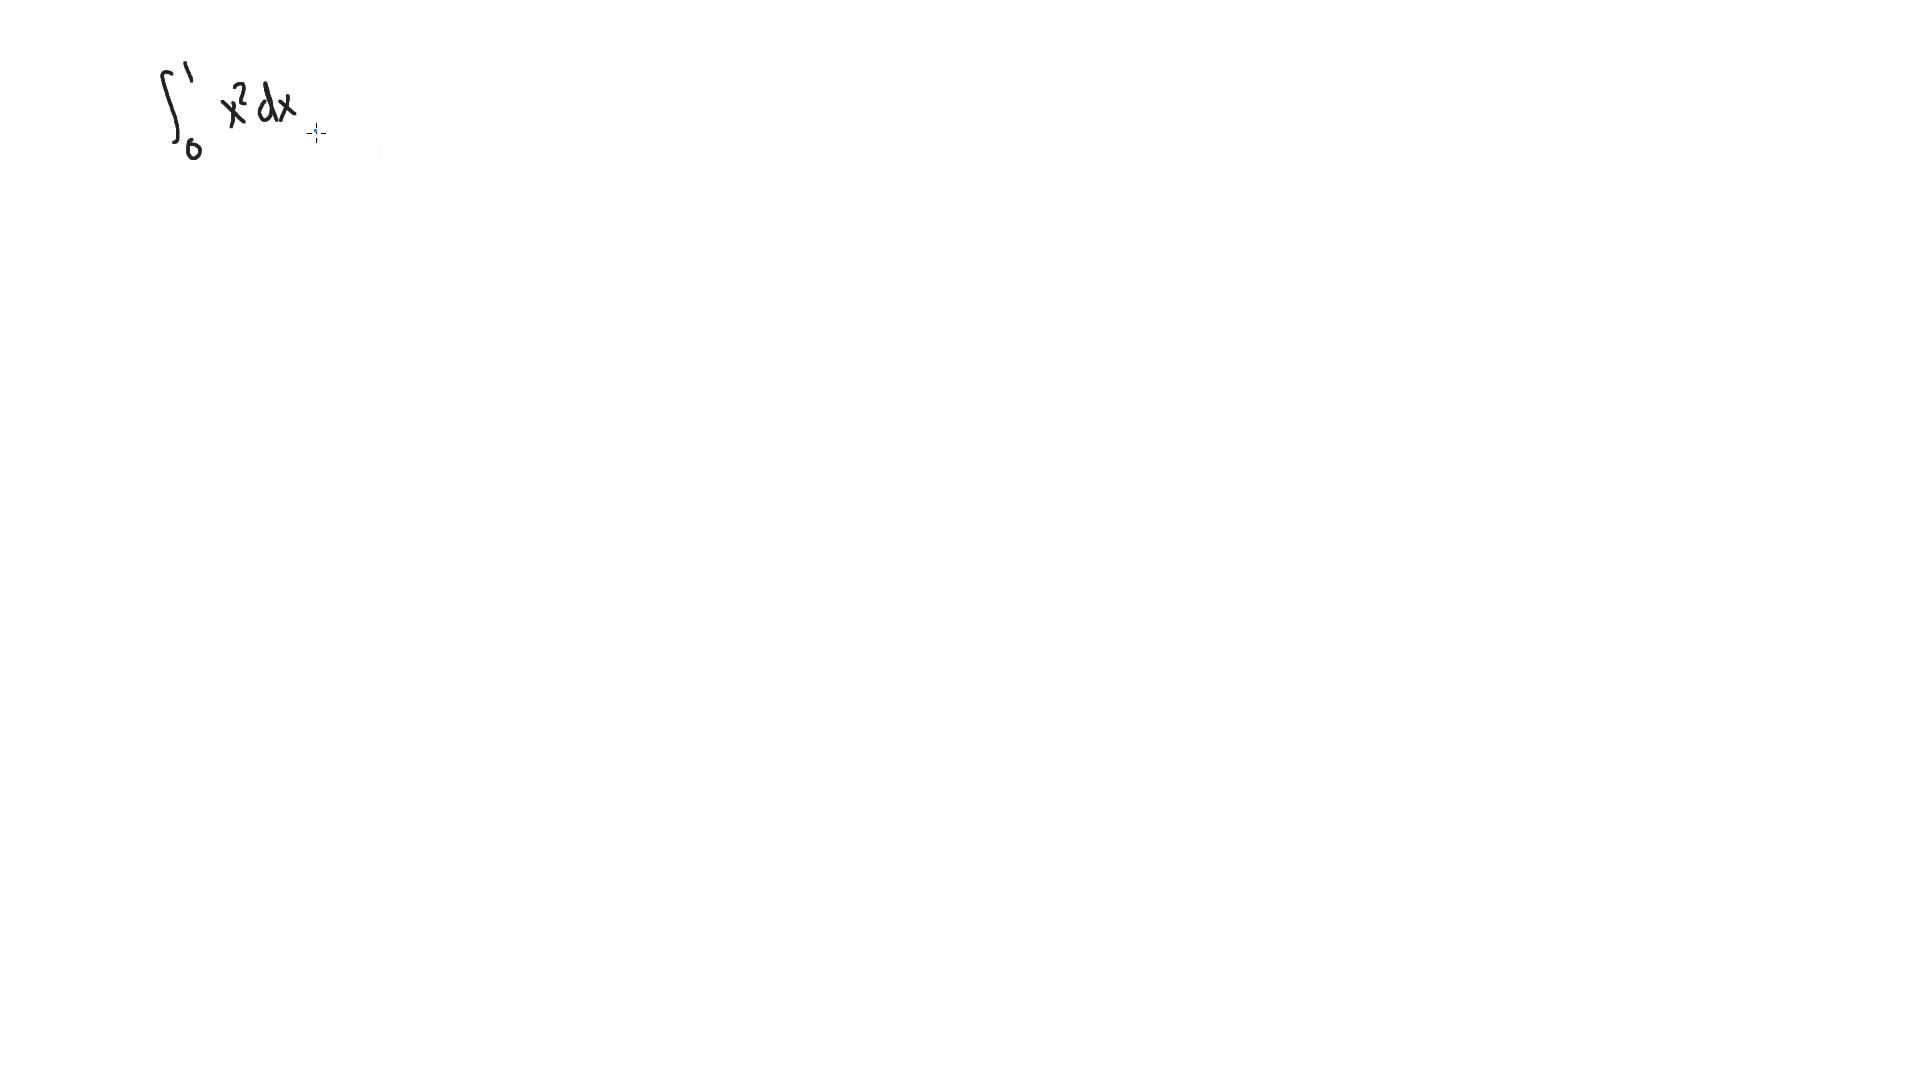 ∫₀¹ x² dx